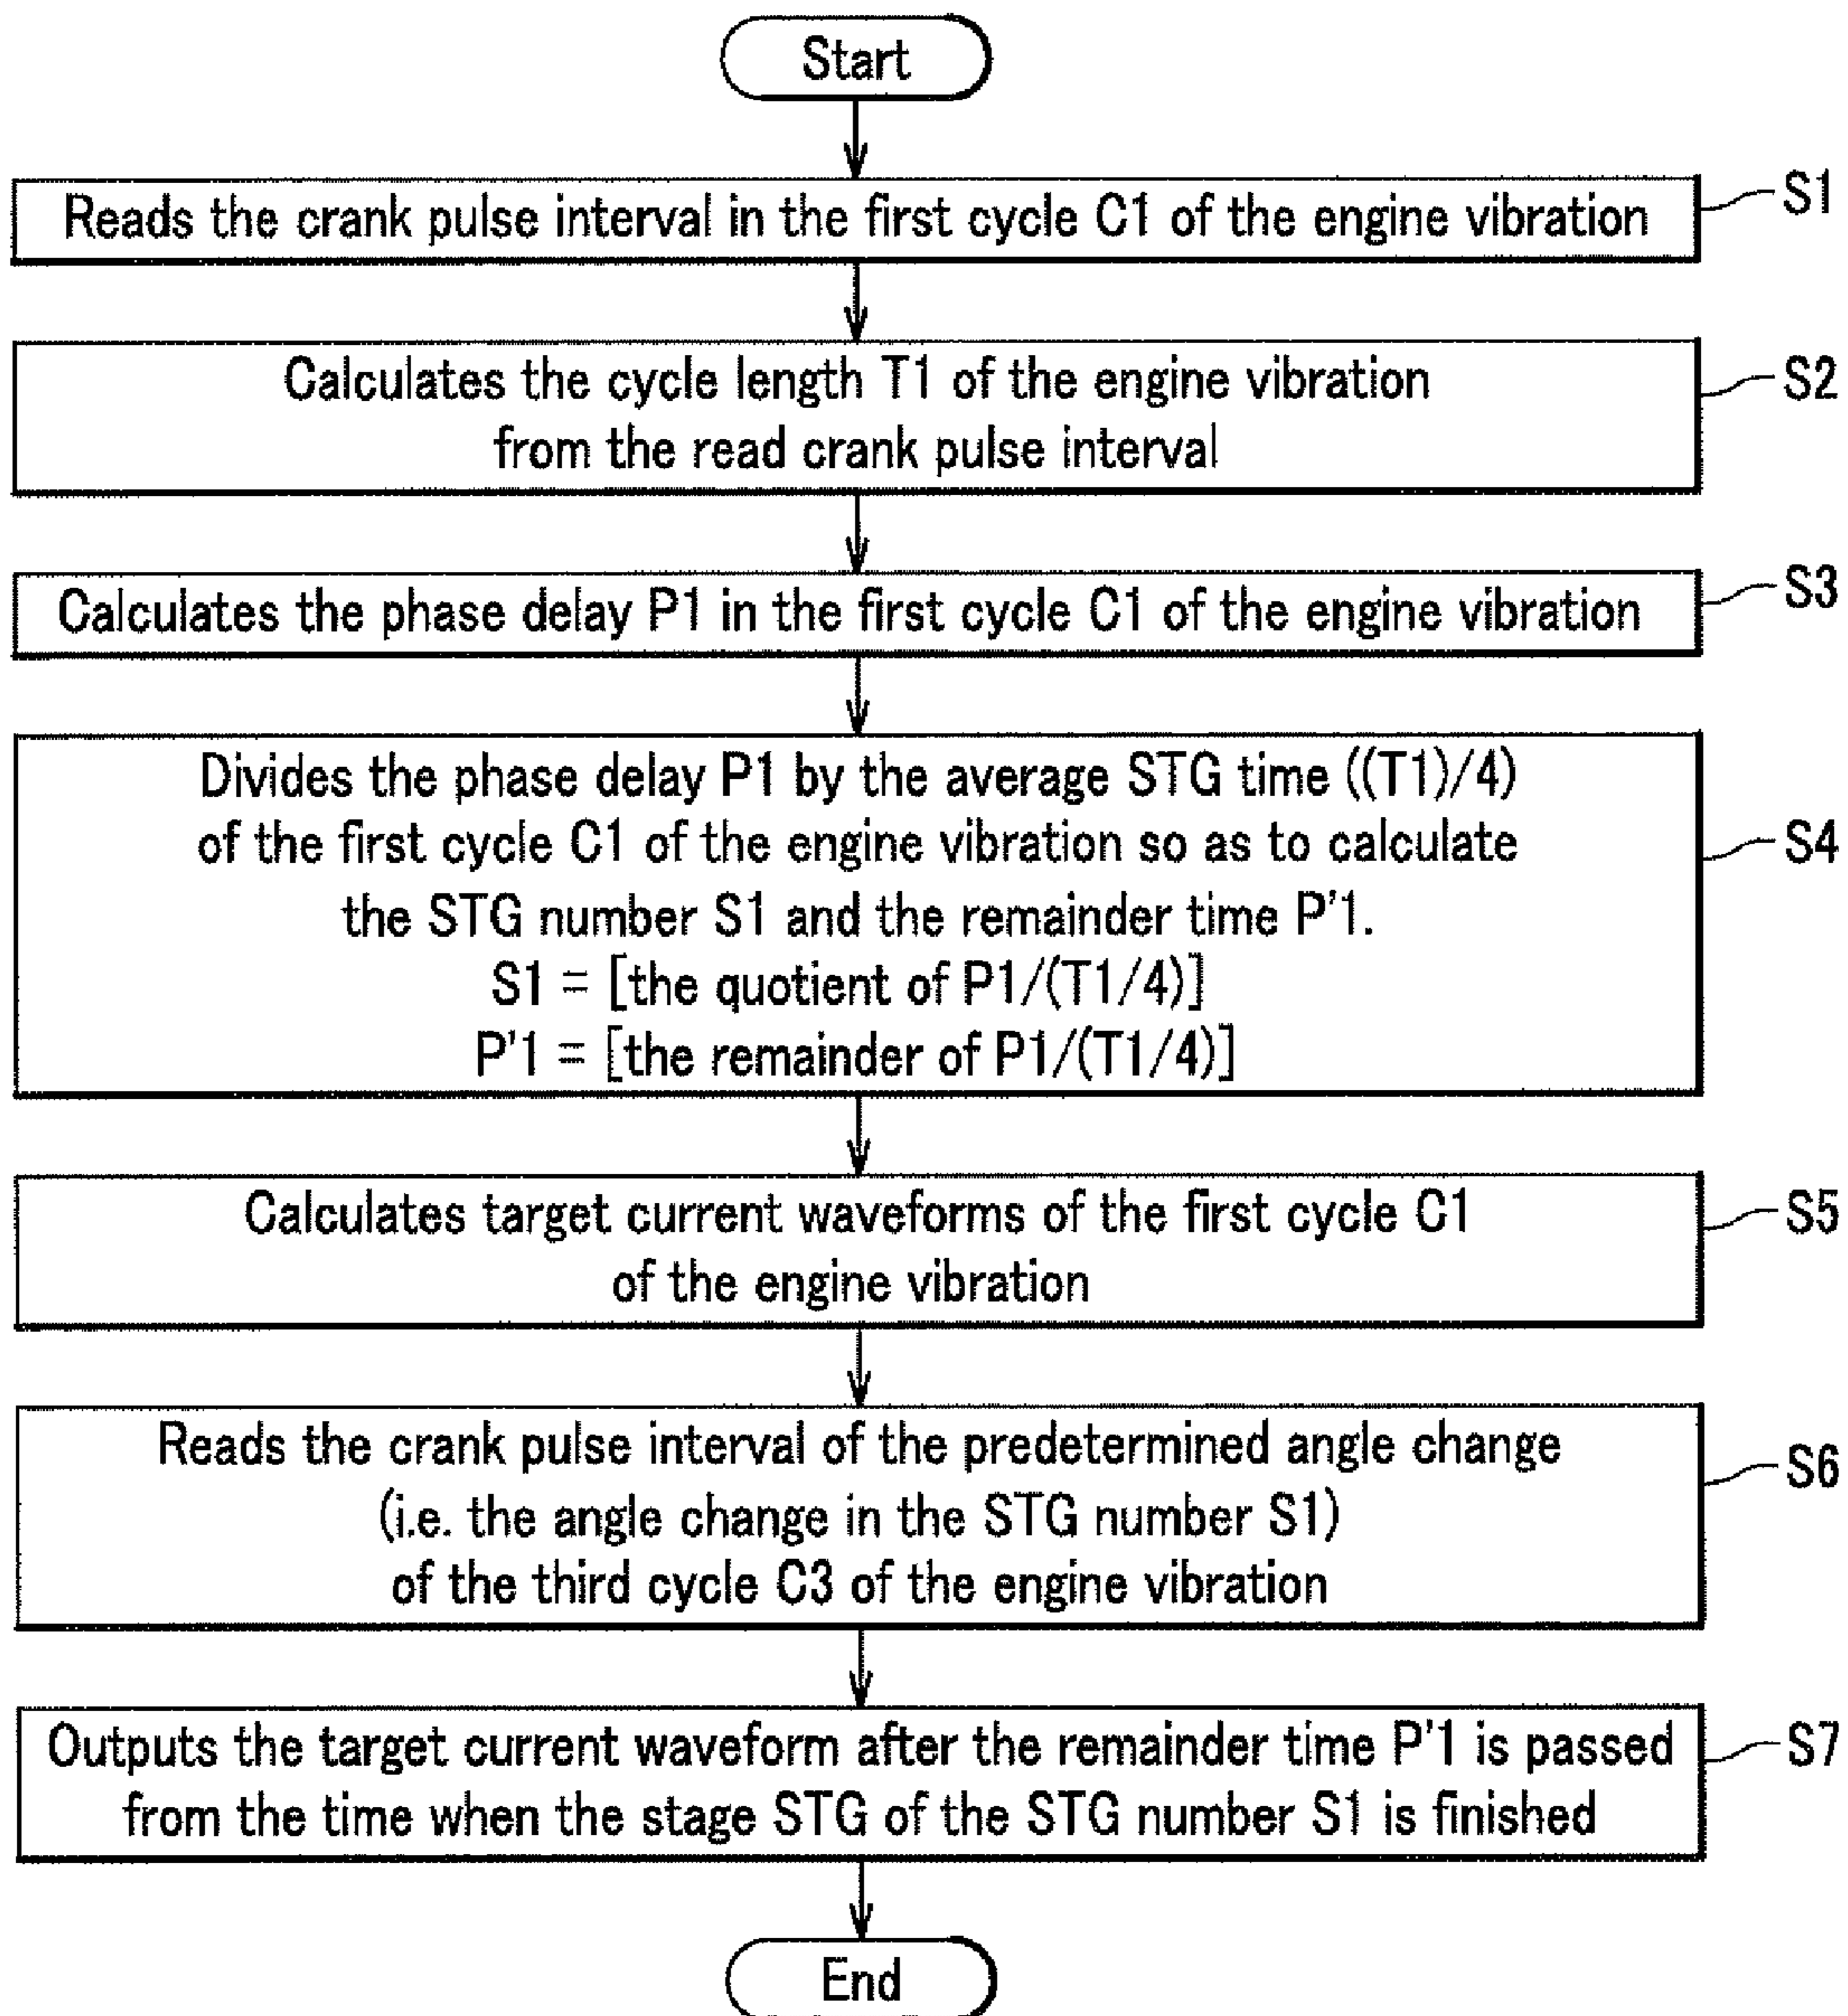 Start
Reads the crank pulse interval in the first cycle C1 of the engine vibration
S1
Calculates the cycle length T1 of the engine vibration
from the read crank pulse interval
S2
Calculates the phase delay P1 in the first cycle C1 of the engine vibration
S3
Divides the phase delay P1 by the average STG time ((T1)/4)
of the first cycle C1 of the engine vibration so as to calculate
the STG number S1 and the remainder time P'1.
S1 = [the quotient of P1/(T1/4)]
P'1 = [the remainder of P1/(T1/4)]
S4
Calculates target current waveforms of the first cycle C1
of the engine vibration
S5
Reads the crank pulse interval of the predetermined angle change
(i.e. the angle change in the STG number S1)
of the third cycle C3 of the engine vibration
S6
Outputs the target current waveform after the remainder time P'1 is passed
from the time when the stage STG of the STG number S1 is finished
S7
End